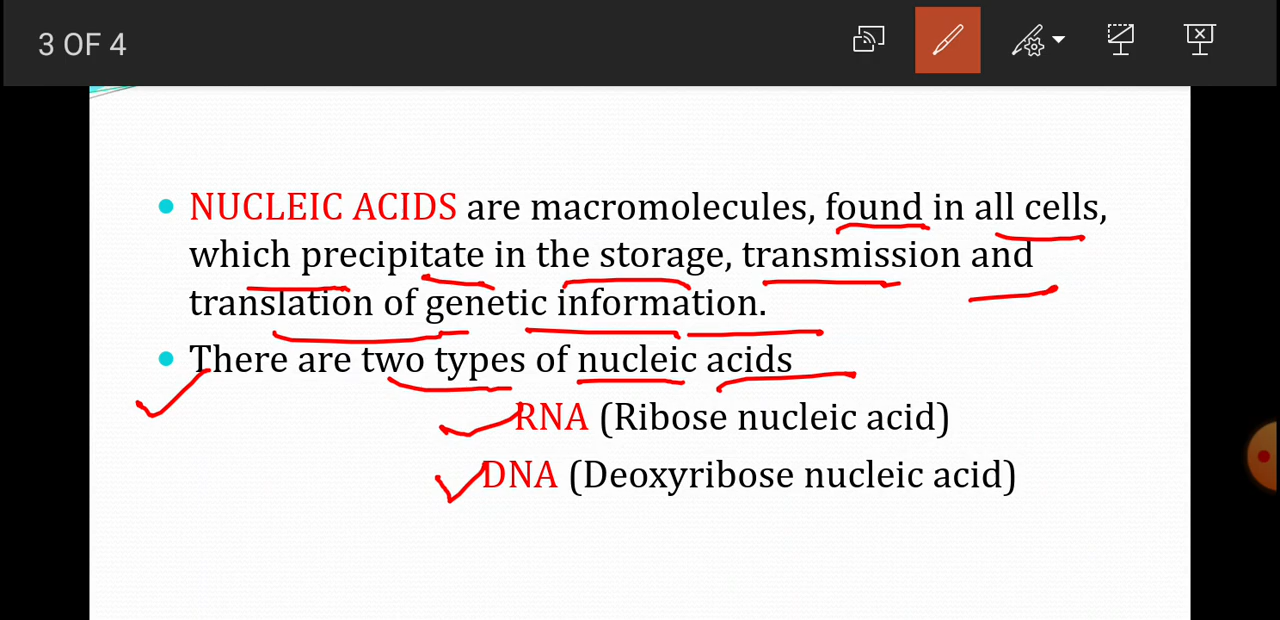 3 OF 4
NUCLEIC ACIDS are macromolecules, found in all cells,
which precipitate in the storage, transmission and
translation of genetic information.
There are two types of nucleic acids
RNA (Ribose nucleic acid)
DNA (Deoxyribose nucleic acid)